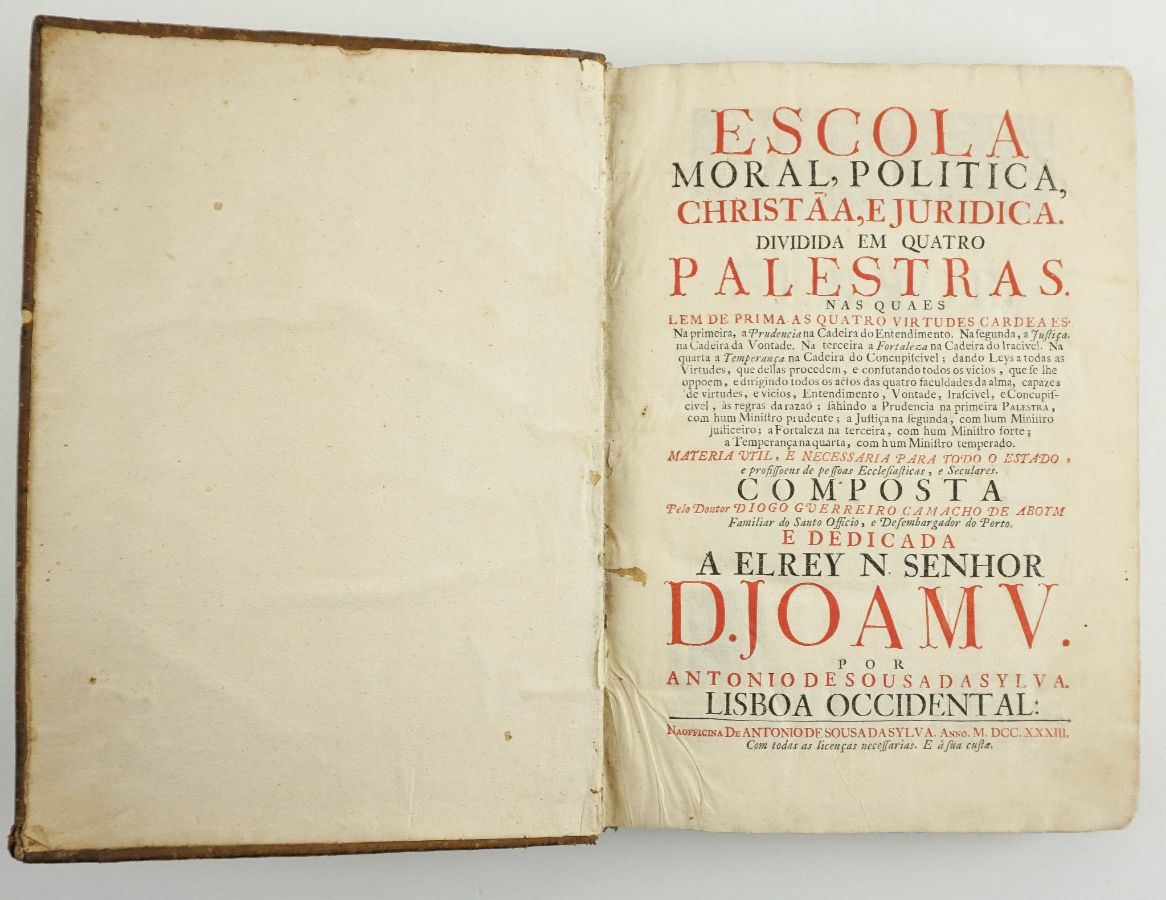 ESCOLA
MORAL, POLITICA,
CHRISTÃA, E JURIDICA.
DIVIDIDA EM QUATRO
PALESTRAS.
NAS QUAES
LEM DE PRIMA AS QUATRO VIRTUDES CARDEAES.
Na primeira, a Prudencia na Cadeira do Entendimento. Na segunda, a Juſtiça
na Cadeira da Vontade. Na terceira a Fortaleza na Cadeira do Iracivel. Na
quarta a Temperança na Cadeira do Concupiſcivel; dando Leys a todas as
Virtudes, que dellas procedem, e confutando todos os vicios, que ſe lhe
oppoem, e dirigindo todos os actos das quatro faculdades da alma, capazes
de virtudes, e vicios, Entendimento, Vontade, Iraſcivel, e Concupiſ-
civel, às regras da razaõ; ſahindo a Prudencia na primeira PALESTRA,
com hum Miniſtro prudente; a Juſtiça na ſegunda, com hum Miniſtro
juſticeiro; a Fortaleza na terceira, com hum Miniſtro forte;
a Temperança na quarta, com hum Miniſtro temperado.
MATERIA VTIL, E NECESSARIA PARA TODO O ESTADO,
e profiſſoens de peſſoas Eccleſiaſticas, e Seculares.
COMPOSTA
Pelo Doutor DIOGO GVERREIRO CAMACHO DE ABOYM
Familiar do Santo Officio, e Deſembargador do Porto.
E DEDICADA
A ELREY N. SENHOR
D. JOAM V.
POR
ANTONIO DE SOUSA DA SYLVA.
LISBOA OCCIDENTAL:
NA OFFICINA DE ANTONIO DE SOUSA DA SYLVA. ANNO. M. DCC. XXXIII.
Com todas as licenças neceſſarias. E à ſua cuſta.